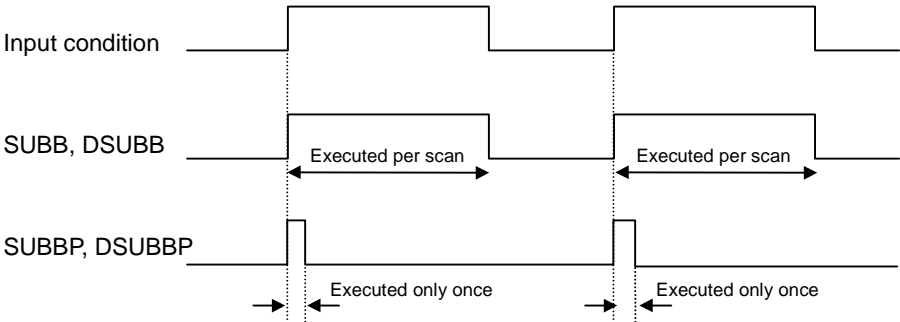 Input condition
SUBB, DSUBB
Executed per scan
Executed per scan
SUBBP, DSUBBP
Executed only once
Executed only once